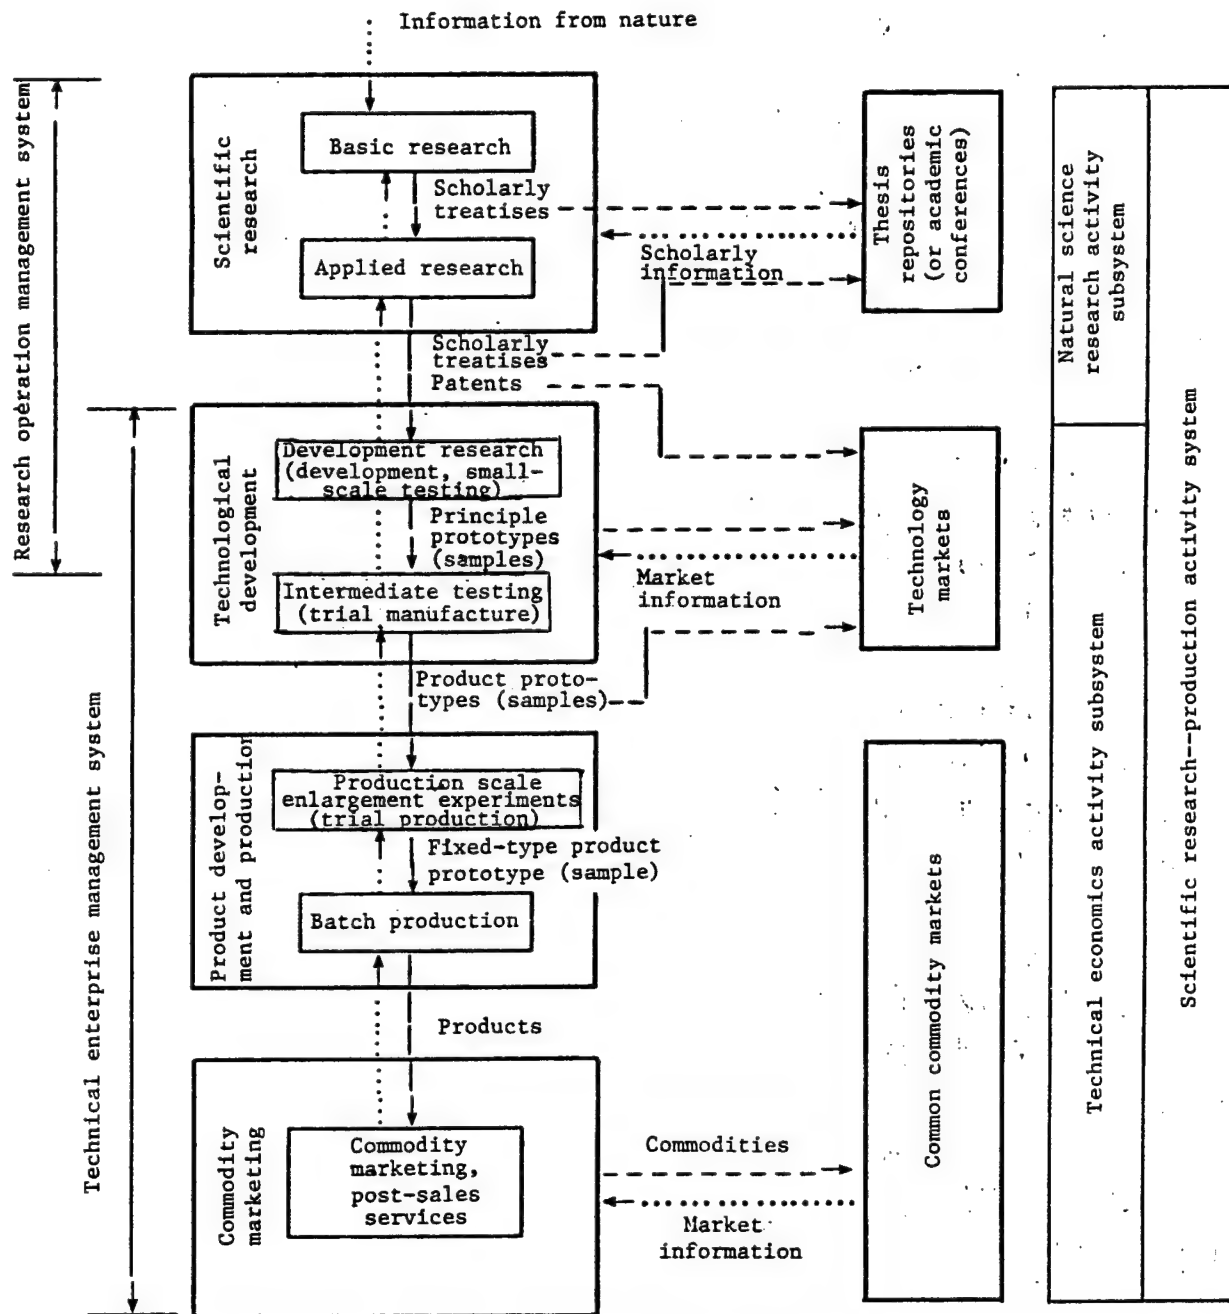 Information from nature
Research operation management system
Technical enterprise management system
Scientific
research
Basic research
Scholarly
treatises
Applied research
Scholarly
treatises
Patents
Technological
development
Development research
(development, small-
scale testing)
Principle
prototypes
(samples)
Intermediate testing
(trial manufacture)
Product proto-
types (samples)
Product develop-
ment and production
Production scale
enlargement experiments
(trial production)
Fixed-type product
prototype (sample)
Batch production
Products
Commodity
marketing
Commodity
marketing,
post-sales
services
Scholarly
information
Market
information
Commodities
Market
information
Thesis
repositories
(or academic
conferences)
Technology
markets
Common commodity markets
Natural science
research activity
subsystem
Technical economics activity subsystem
Scientific research--production activity system